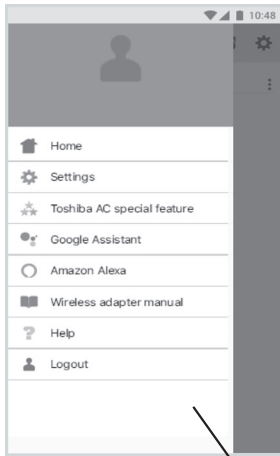 10:48
Home
Settings
Toshiba AC special feature
Google Assistant
Amazon Alexa
Wireless adapter manual
Help
Logout